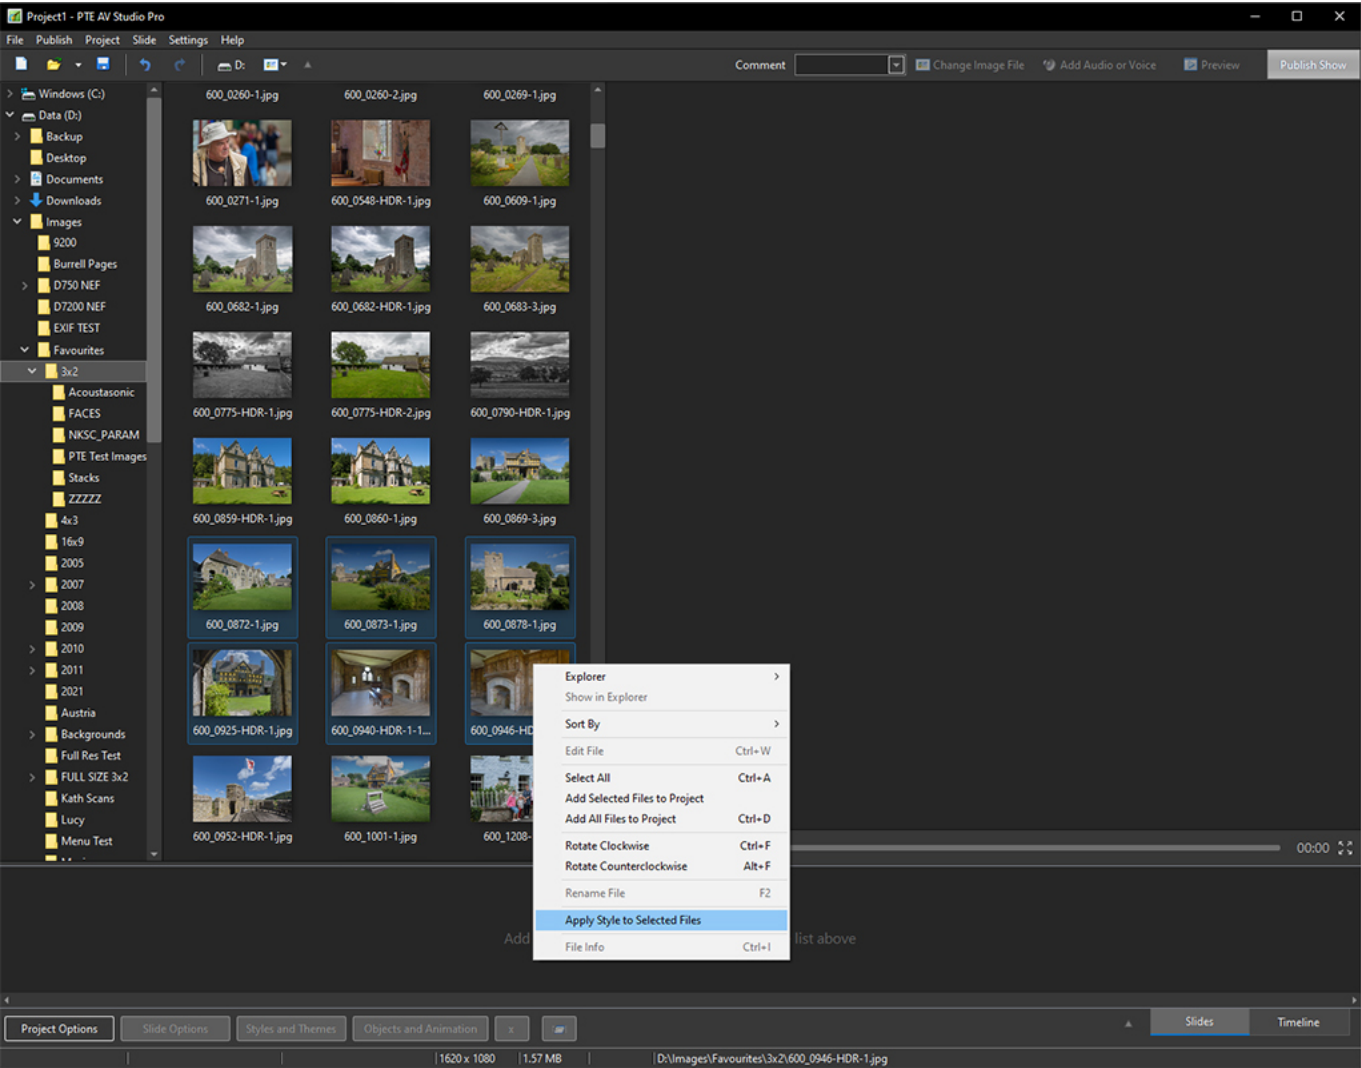 Project1 - PTE AV Studio Pro
File Publish Project Slide Settings Help
D: Comment Change Image File Add Audio or Voice Preview Publish Show
Windows (C:)
Data (D:)
Backup
Desktop
Documents
Downloads
Images
9200
Burrell Pages
D750 NEF
D7200 NEF
EXIF TEST
Favourites
3x2
Acoustasonic
FACES
NKSC_PARAM
PTE Test Images
Stacks
ZZZZZ
4x3
16x9
2005
2007
2008
2009
2010
2011
2021
Austria
Backgrounds
Full Res Test
FULL SIZE 3x2
Kath Scans
Lucy
Menu Test
600_0260-1.jpg 600_0260-2.jpg 600_0269-1.jpg
600_0271-1.jpg 600_0548-HDR-1.jpg 600_0609-1.jpg
600_0682-1.jpg 600_0682-HDR-1.jpg 600_0683-3.jpg
600_0775-HDR-1.jpg 600_0775-HDR-2.jpg 600_0790-HDR-1.jpg
600_0859-HDR-1.jpg 600_0860-1.jpg 600_0869-3.jpg
600_0872-1.jpg 600_0873-1.jpg 600_0878-1.jpg
600_0925-HDR-1.jpg 600_0940-HDR-1-1... 600_0946-HD
600_0952-HDR-1.jpg 600_1001-1.jpg 600_1208-
Explorer
Show in Explorer
Sort By
Edit File Ctrl+W
Select All Ctrl+A
Add Selected Files to Project
Add All Files to Project Ctrl+D
Rotate Clockwise Ctrl+F
Rotate Counterclockwise Alt+F
Rename File F2
Apply Style to Selected Files
File Info Ctrl+I
00:00
Add list above
Project Options Slide Options Styles and Themes Objects and Animation x Slides Timeline
1620 x 1080 1.57 MB D:\Images\Favourites\3x2\600_0946-HDR-1.jpg